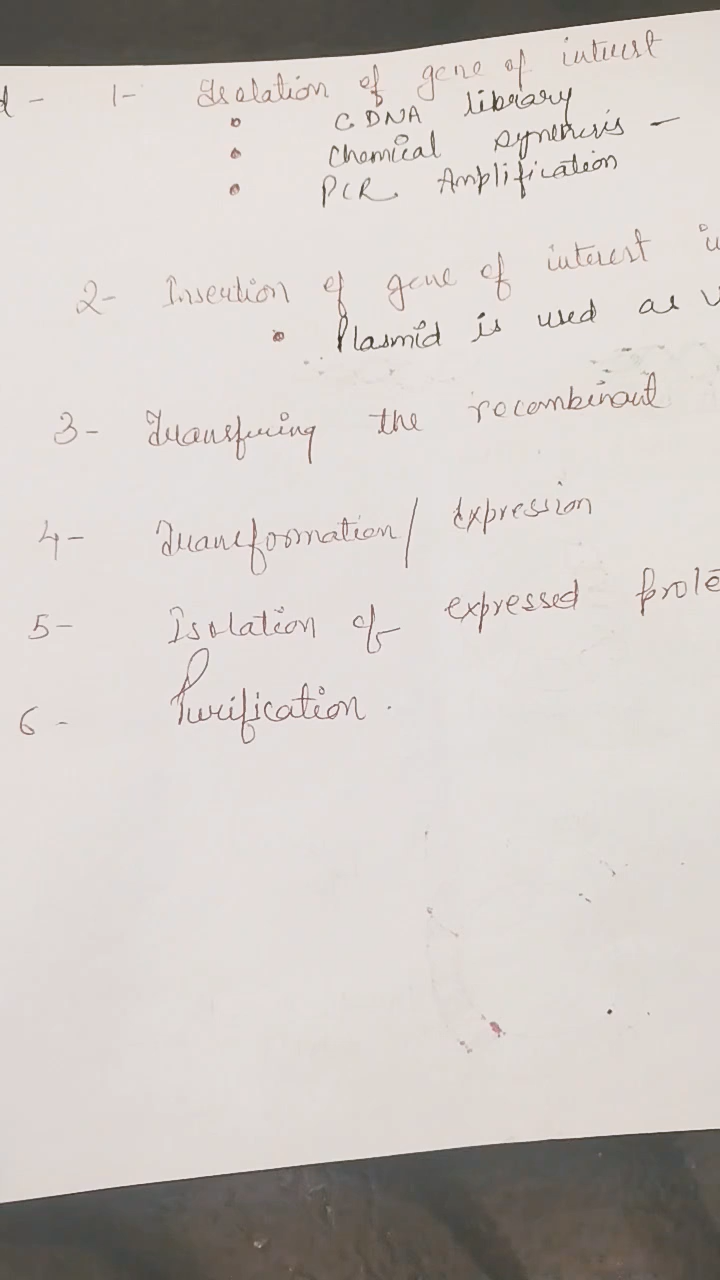 1- Isolation of gene of interest
• cDNA library
• Chemical synthesis -
• PCR Amplification
2- Insertion of gene of interest
• Plasmid is used as
3- Transfering the recombinant
4- Transformation/ Expression
5- Isolation of expressed prote
6- Purification.